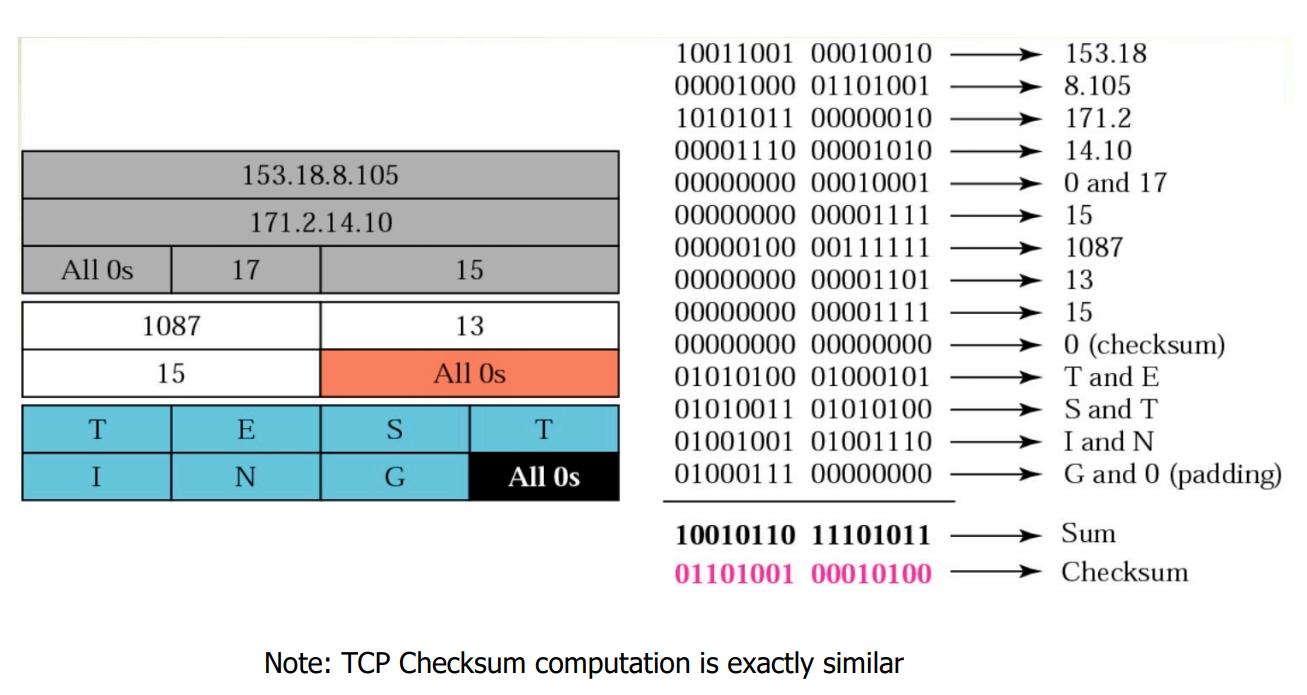 153.18.8.105
171.2.14.10
All 0s 17 15
1087 13
15 All 0s
T E S T
I N G All 0s
10011001 00010010 153.18
00001000 01101001 8.105
10101011 00000010 171.2
00001110 00001010 14.10
00000000 00010001 0 and 17
00000000 00001111 15
00000100 00111111 1087
00000000 00001101 13
00000000 00001111 15
00000000 00000000 0 (checksum)
01010100 01000101 T and E
01010011 01010100 S and T
01001001 01001110 I and N
01000111 00000000 G and 0 (padding)
10010110 11101011 Sum
01101001 00010100 Checksum
Note: TCP Checksum computation is exactly similar